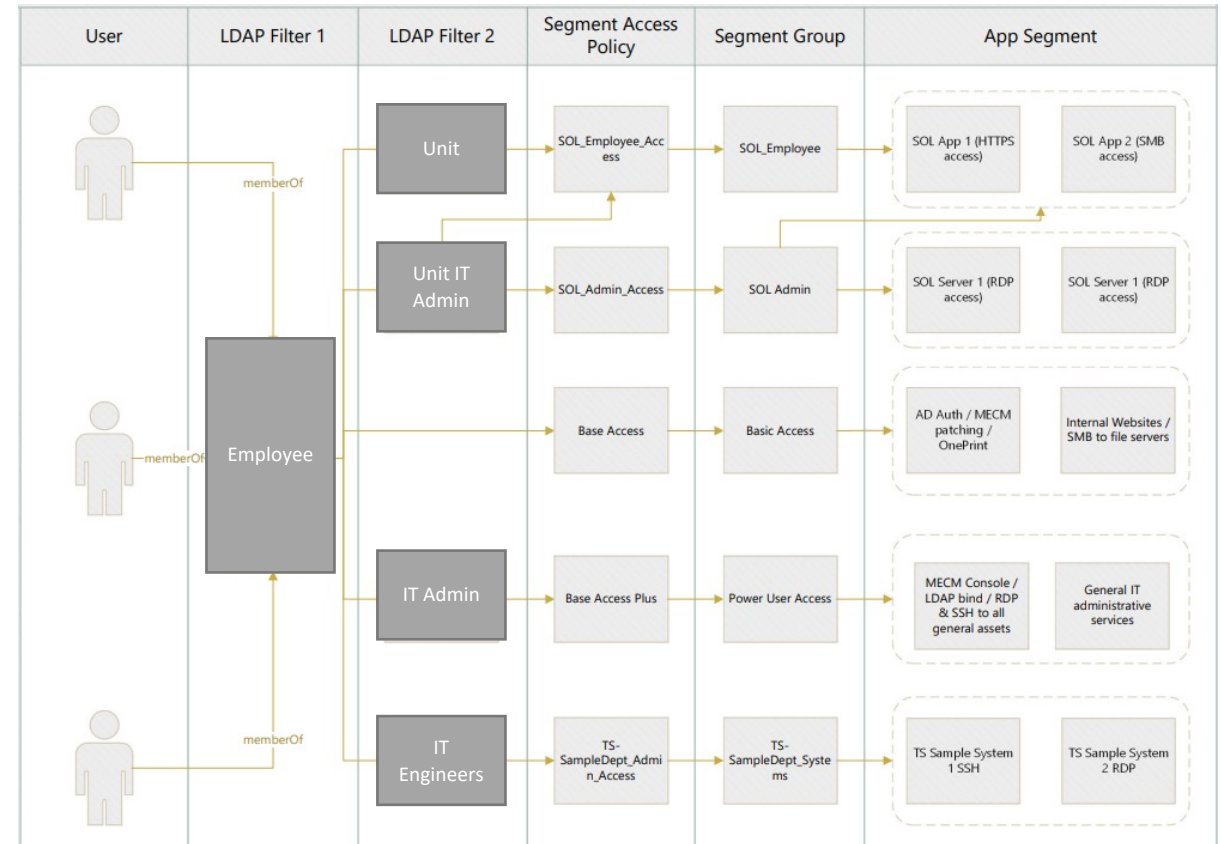 User
LDAP Filter 1
LDAP Filter 2
Segment Access
Policy
Segment Group
App Segment
memberOf
Unit
SOL_Employee_Acc
ess
SOL_Employee
SOL App 1 (HTTPS
access)
SOL App 2 (SMB
access)
Unit IT
Admin
SOL_Admin_Access
SOL Admin
SOL Server 1 (RDP
access)
SOL Server 1 (RDP
access)
memberOf
Employee
Base Access
Basic Access
AD Auth / MECM
patching /
OnePrint
Internal Websites /
SMB to file servers
IT Admin
Base Access Plus
Power User Access
MECM Console /
LDAP bind / RDP
& SSH to all
general assets
General IT
administrative
services
memberOf
IT
Engineers
TS-
SampleDept_Admi
n_Access
TS-
SampleDept_Syste
ms
TS Sample System
1 SSH
TS Sample System
2 RDP